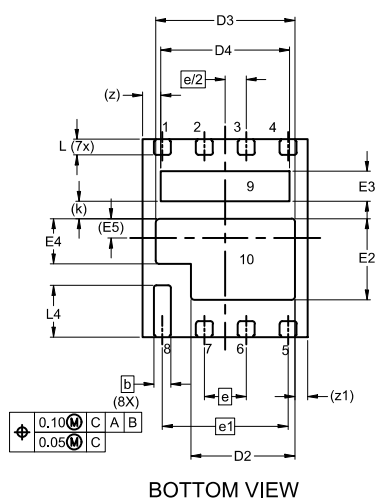 D3
D4
e/2
(z)
1 2 3 4
L (7x)
9
E3
(k)
(E5)
E4
10
E2
L4
8 7 6 5
b
(8X)
e
(z1)
e1
0.10Ⓜ C A B
0.05Ⓜ C
D2
BOTTOM VIEW